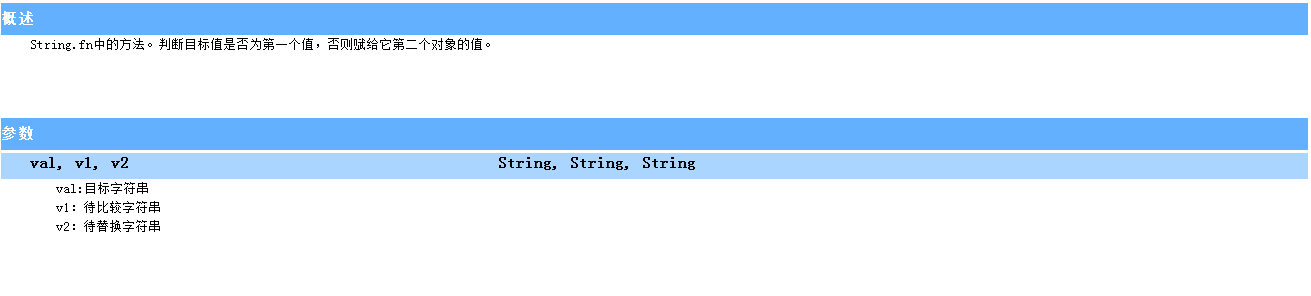 概述
String.fn中的方法。判断目标值是否为第一个值，否则赋给它第二个对象的值。
参数
val, v1, v2 String, String, String
val:目标字符串
v1: 待比较字符串
v2: 待替换字符串